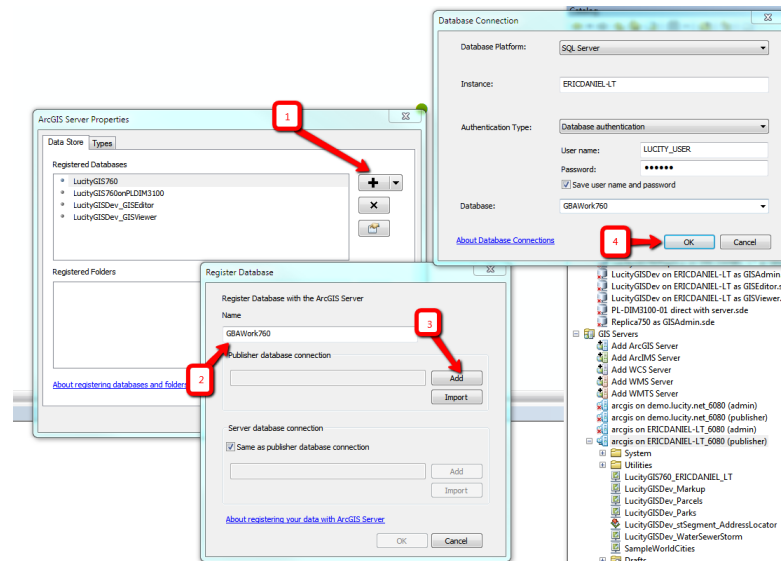 Database Connection
Database Platform:
SQL Server
Instance:
ERICDANIEL-LT
Authentication Type:
Database authentication
User name:
LUCITY_USER
Password:
••••••
Save user name and password
Database:
GBAWork760
About Database Connections
4
OK
Cancel
Catalog
ArcGIS Server Properties
1
Data Store
Types
Registered Databases
LucityGIS760
LucityGIS760onPLDIM3100
LucityGISDev_GISEditor
LucityGISDev_GISViewer
Registered Folders
About registering databases and folders
2
Register Database
Register Database with the ArcGIS Server
Name
GBAWork760
3
Publisher database connection
Add
Import
Server database connection
Same as publisher database connection
Add
Import
About registering your data with ArcGIS Server
OK
Cancel
LucityGISDev on ERICDANIEL-LT as GISAdmin
LucityGISDev on ERICDANIEL-LT as GISEditor.s
LucityGISDev on ERICDANIEL-LT as GISViewer.
PL-DIM3100-01 direct with server.sde
Replica750 as GISAdmin.sde
GIS Servers
Add ArcGIS Server
Add ArcIMS Server
Add WCS Server
Add WMS Server
Add WMTS Server
arcgis on demo.lucity.net_6080 (admin)
arcgis on demo.lucity.net_6080 (publisher)
arcgis on ERICDANIEL-LT_6080 (admin)
arcgis on ERICDANIEL-LT_6080 (publisher)
System
Utilities
LucityGIS760_ERICDANIEL_LT
LucityGISDev_Markup
LucityGISDev_Parcels
LucityGISDev_Parks
LucityGISDev_stSegment_AddressLocator
LucityGISDev_WaterSewerStorm
SampleWorldCities
Drafts